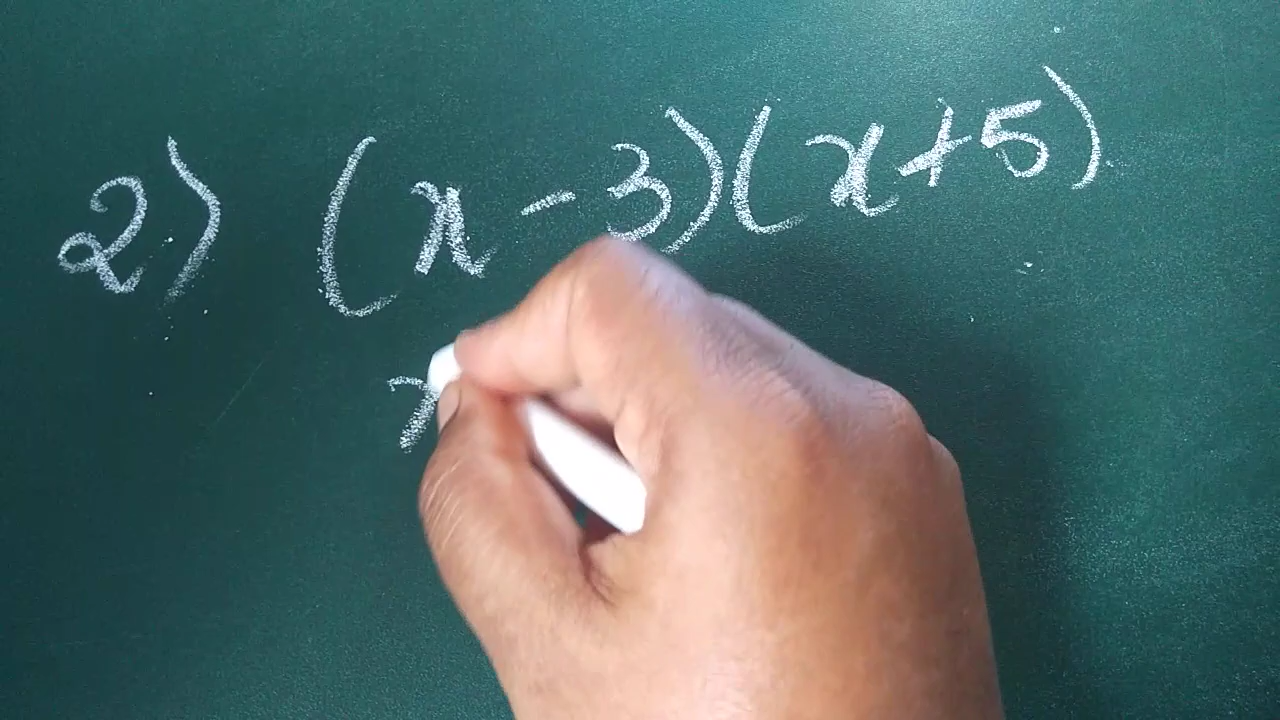 2) (x - 3)(x + 5)